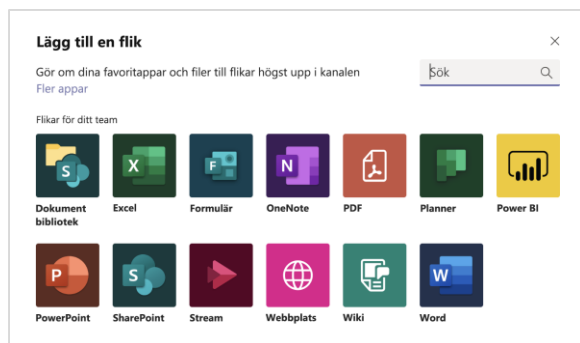 Lägg till en flik
Gör om dina favoritappar och filer till flikar högst upp i kanalen
Sök
Fler appar
Flikar för ditt team
Dokument bibliotek
Excel
Formulär
OneNote
PDF
Planner
Power BI
PowerPoint
SharePoint
Stream
Webbplats
Wiki
Word